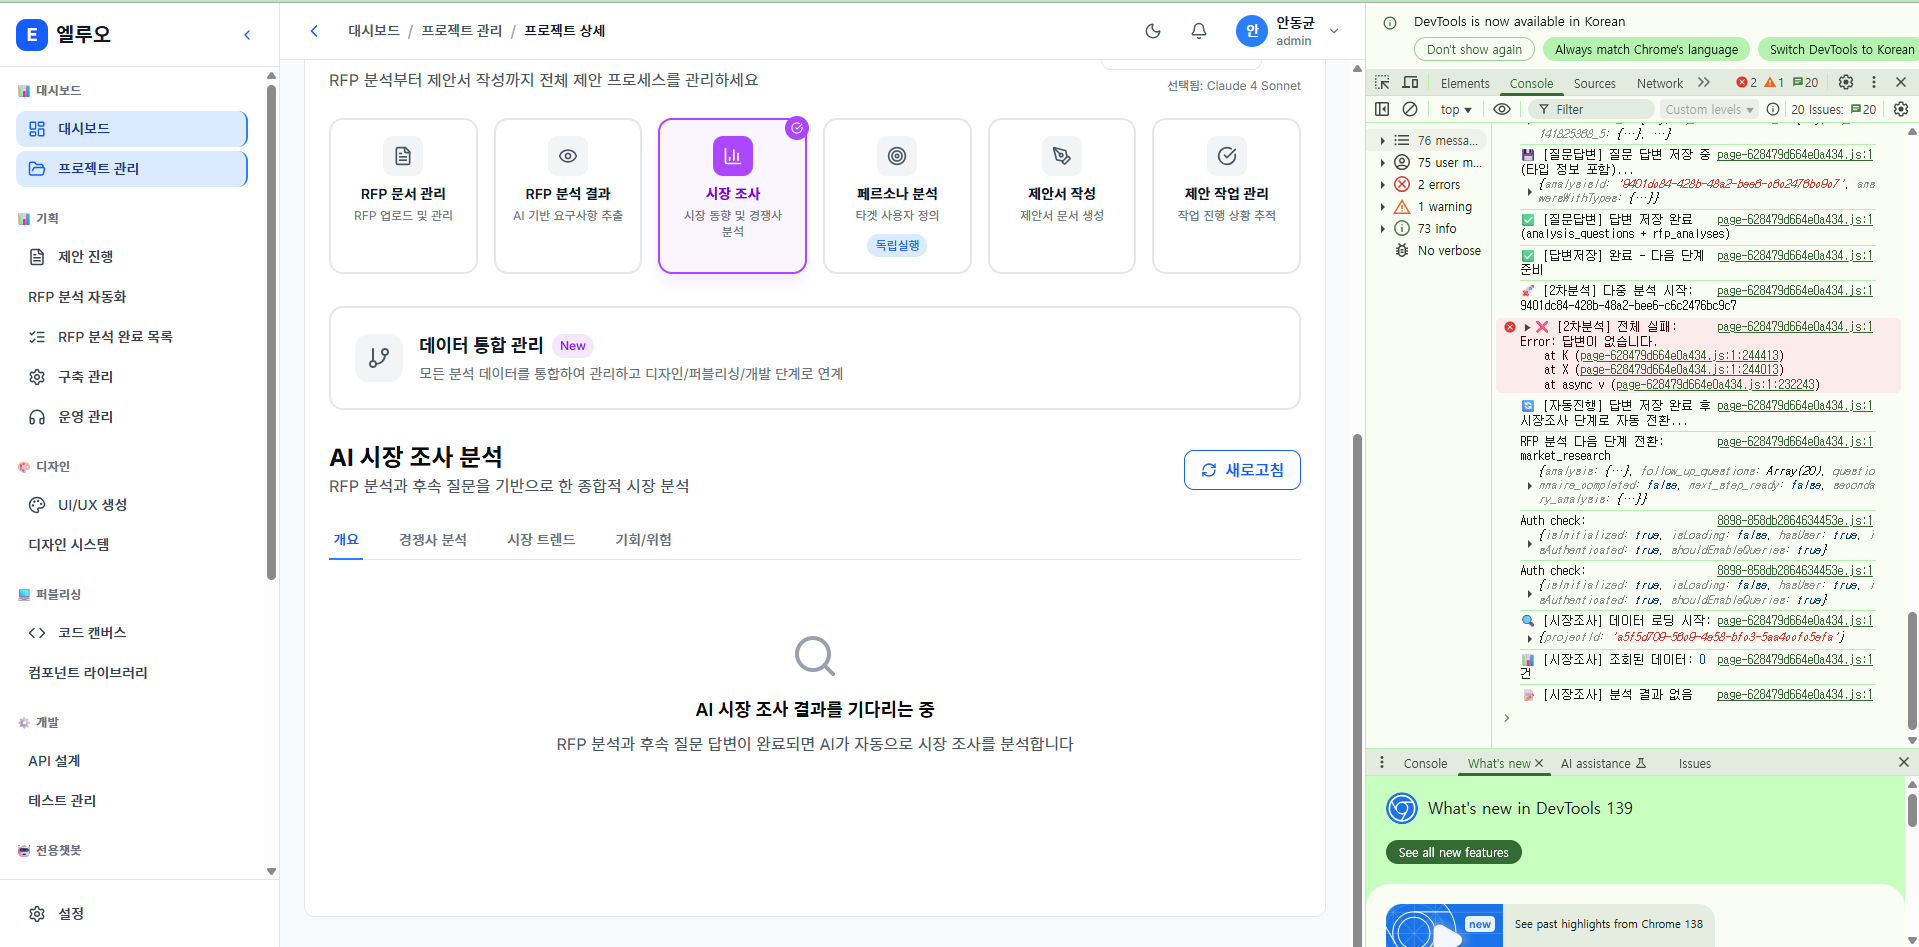 E 엘루오
대시보드
대시보드
프로젝트 관리
기획
제안 진행
RFP 분석 자동화
RFP 분석 완료 목록
구축 관리
운영 관리
디자인
UI/UX 생성
디자인 시스템
퍼블리싱
코드 캔버스
컴포넌트 라이브러리
개발
API 설계
테스트 관리
전용챗봇
설정
대시보드 / 프로젝트 관리 / 프로젝트 상세
안 안동균
admin
RFP 분석부터 제안서 작성까지 전체 제안 프로세스를 관리하세요
선택됨: Claude 4 Sonnet
RFP 문서 관리
RFP 업로드 및 관리
RFP 분석 결과
AI 기반 요구사항 추출
시장 조사
시장 동향 및 경쟁사
분석
페르소나 분석
타겟 사용자 정의
독립실행
제안서 작성
제안서 문서 생성
제안 작업 관리
작업 진행 상황 추적
데이터 통합 관리 New
모든 분석 데이터를 통합하여 관리하고 디자인/퍼블리싱/개발 단계로 연계
AI 시장 조사 분석
RFP 분석과 후속 질문을 기반으로 한 종합적 시장 분석
새로고침
개요 경쟁사 분석 시장 트렌드 기회/위험
AI 시장 조사 결과를 기다리는 중
RFP 분석과 후속 질문 답변이 완료되면 AI가 자동으로 시장 조사를 분석합니다
DevTools is now available in Korean
Don't show again Always match Chrome's language Switch DevTools to Korean
Elements Console Sources Network 2 1 20
top Filter Custom levels 20 Issues: 20
76 messa...
75 user m...
2 errors
1 warning
73 info
No verbose
141825368_5: {…}, …}
[질문답변] 질문 답변 저장 중 page-628479d664e0a434.js:1
(타입 정보 포함)...
{analysisId: '9401dc84-428b-48a2-bee6-c6c2476bc9c7', ans
wersWithTypes: {…}}
[질문답변] 답변 저장 완료 page-628479d664e0a434.js:1
(analysis_questions + rfp_analyses)
[답변저장] 완료 - 다음 단계 page-628479d664e0a434.js:1
준비
[2차분석] 다중 분석 시작: page-628479d664e0a434.js:1
9401dc84-428b-48a2-bee6-c6c2476bc9c7
[2차분석] 전체 실패: page-628479d664e0a434.js:1
Error: 답변이 없습니다.
at K (page-628479d664e0a434.js:1:244413)
at X (page-628479d664e0a434.js:1:244013)
at async v (page-628479d664e0a434.js:1:232243)
[자동진행] 답변 저장 완료 후 page-628479d664e0a434.js:1
시장조사 단계로 자동 전환...
RFP 분석 다음 단계 전환: page-628479d664e0a434.js:1
market_research
{analysis: {…}, follow_up_questions: Array(20), questio
nnaire_completed: false, next_step_ready: false, seconda
ry_analysis: {…}}
Auth check: 8898-858db2864634453e.js:1
{isInitialized: true, isLoading: false, hasUser: true, i
sAuthenticated: true, shouldEnableQueries: true}
Auth check: 8898-858db2864634453e.js:1
{isInitialized: true, isLoading: false, hasUser: true, i
sAuthenticated: true, shouldEnableQueries: true}
[시장조사] 데이터 로딩 시작: page-628479d664e0a434.js:1
{projectId:
[시장조사] 조회된 데이터: 0 page-628479d664e0a434.js:1
건
[시장조사] 분석 결과 없음 page-628479d664e0a434.js:1
Console What's new AI assistance Issues
What's new in DevTools 139
See all new features
new See past highlights from Chrome 138